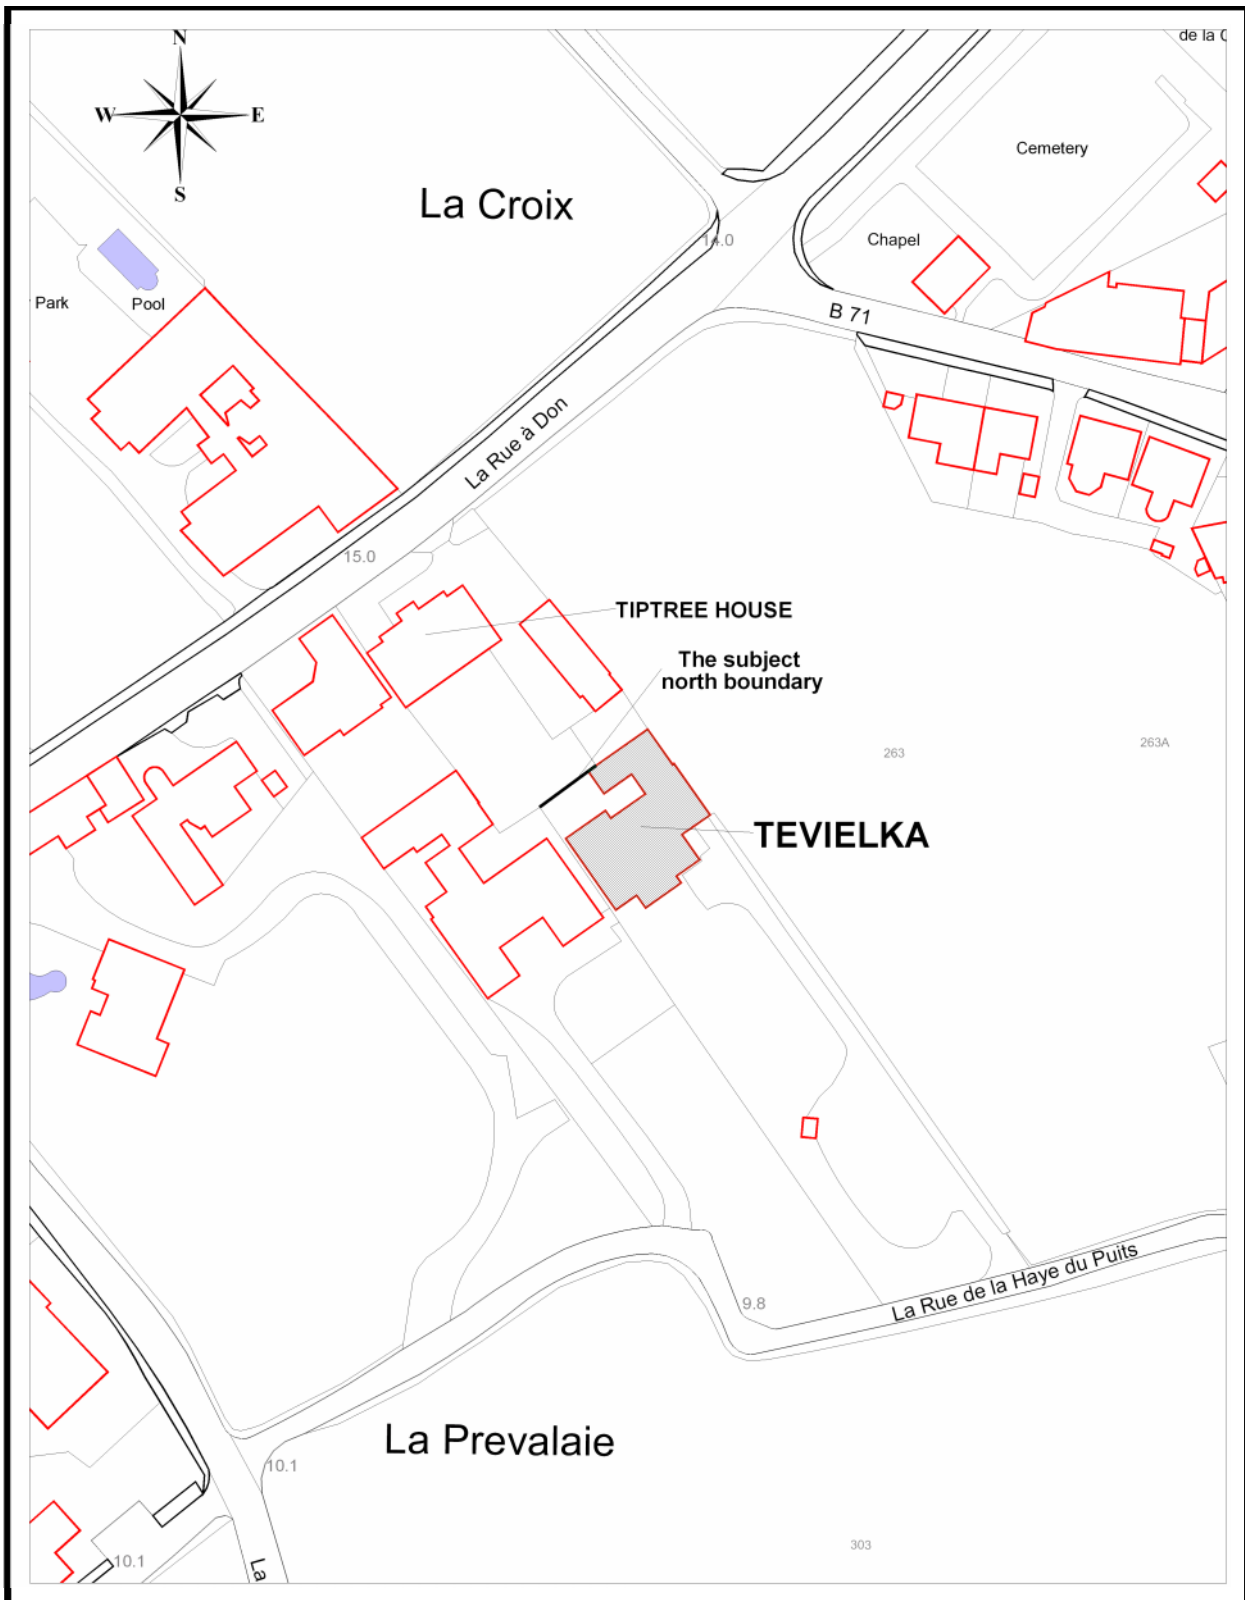 de la C
N
W
E
S
Cemetery
La Croix
Chapel
14.0
Park
Pool
B 71
La Rue à Don
15.0
TIPTREE HOUSE
The subject
north boundary
263
263A
TEVIELKA
La Rue de la Haye du Puits
9.8
La Prevalaie
10.1
303
10.1
La